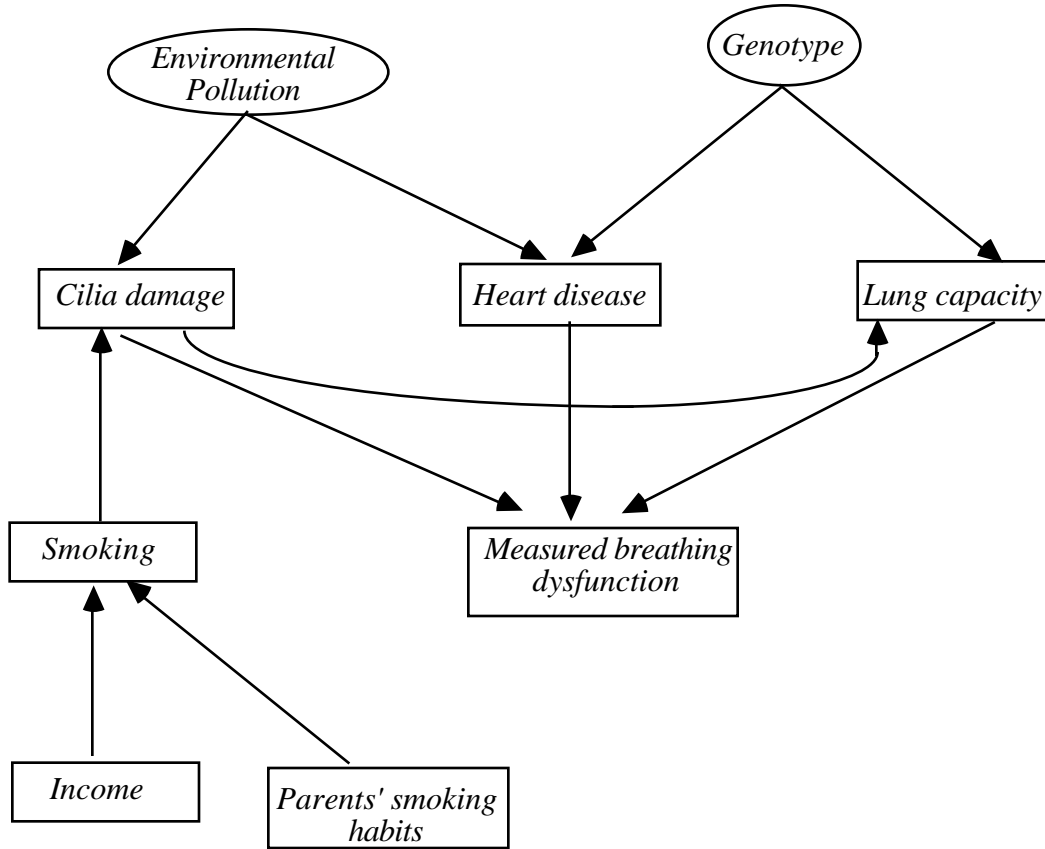 Environmental
Pollution
Genotype
Cilia damage
Heart disease
Lung capacity
Smoking
Measured breathing
dysfunction
Income
Parents' smoking
habits